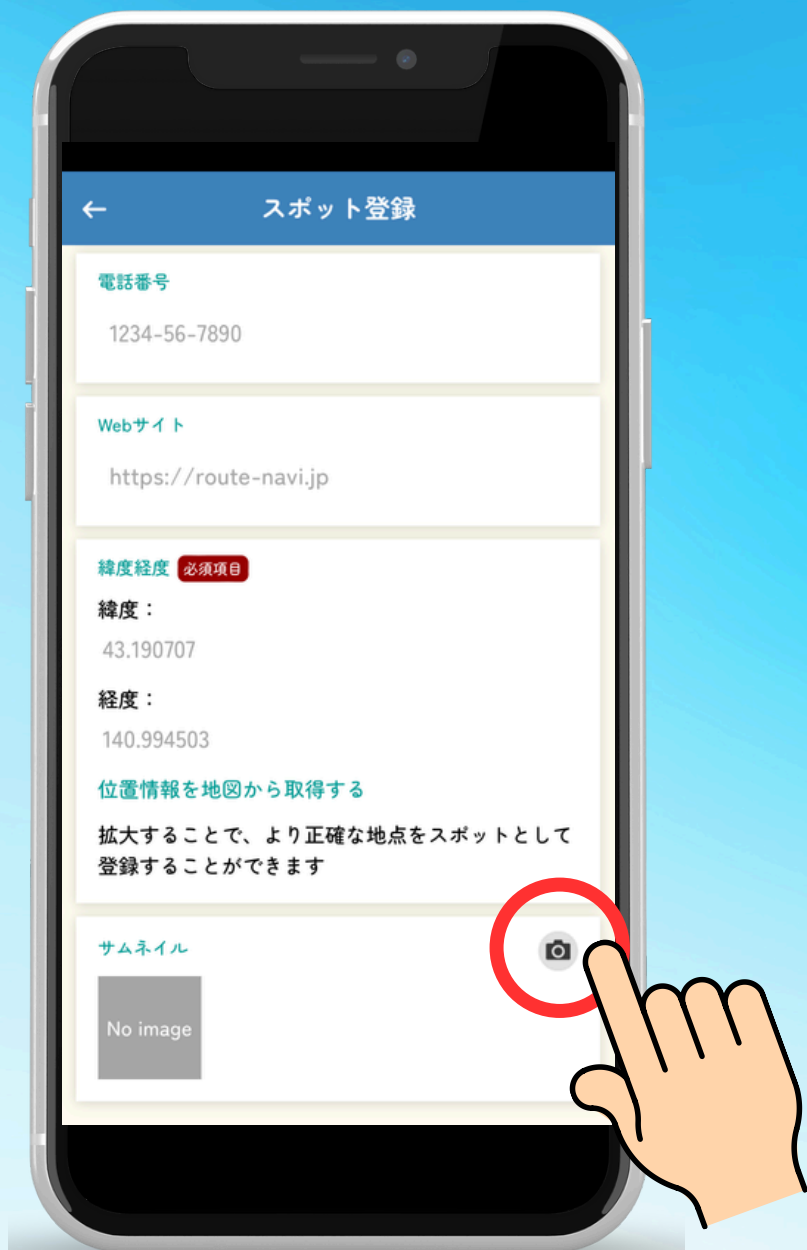 スポット登録
電話番号
1234-56-7890
Webサイト
https://route-navi.jp
緯度経度 必須項目
緯度：
43.190707
経度：
140.994503
位置情報を地図から取得する
拡大することで、より正確な地点をスポットとして
登録することができます
サムネイル
No image